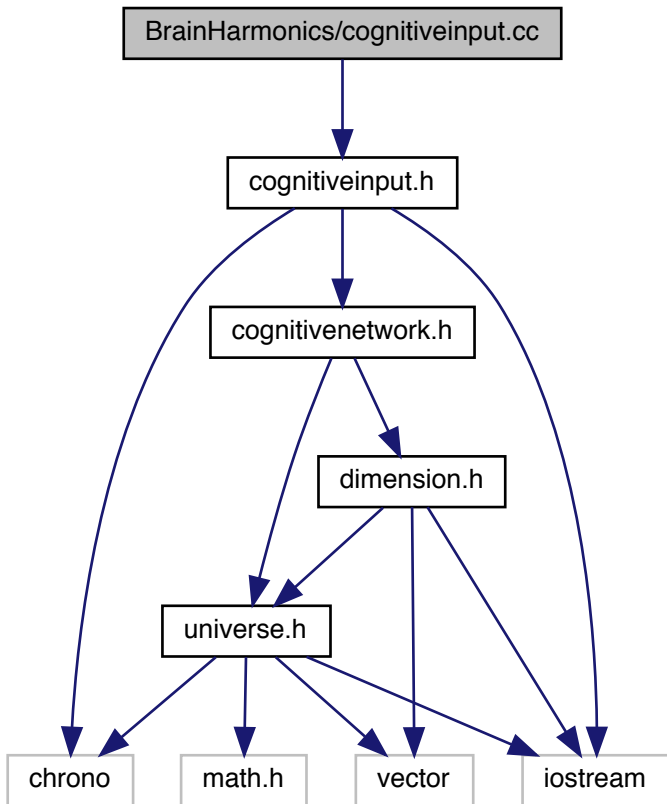 BrainHarmonics/cognitiveinput.cc
cognitiveinput.h
cognitivenetwork.h
dimension.h
universe.h
chrono
math.h
vector
iostream